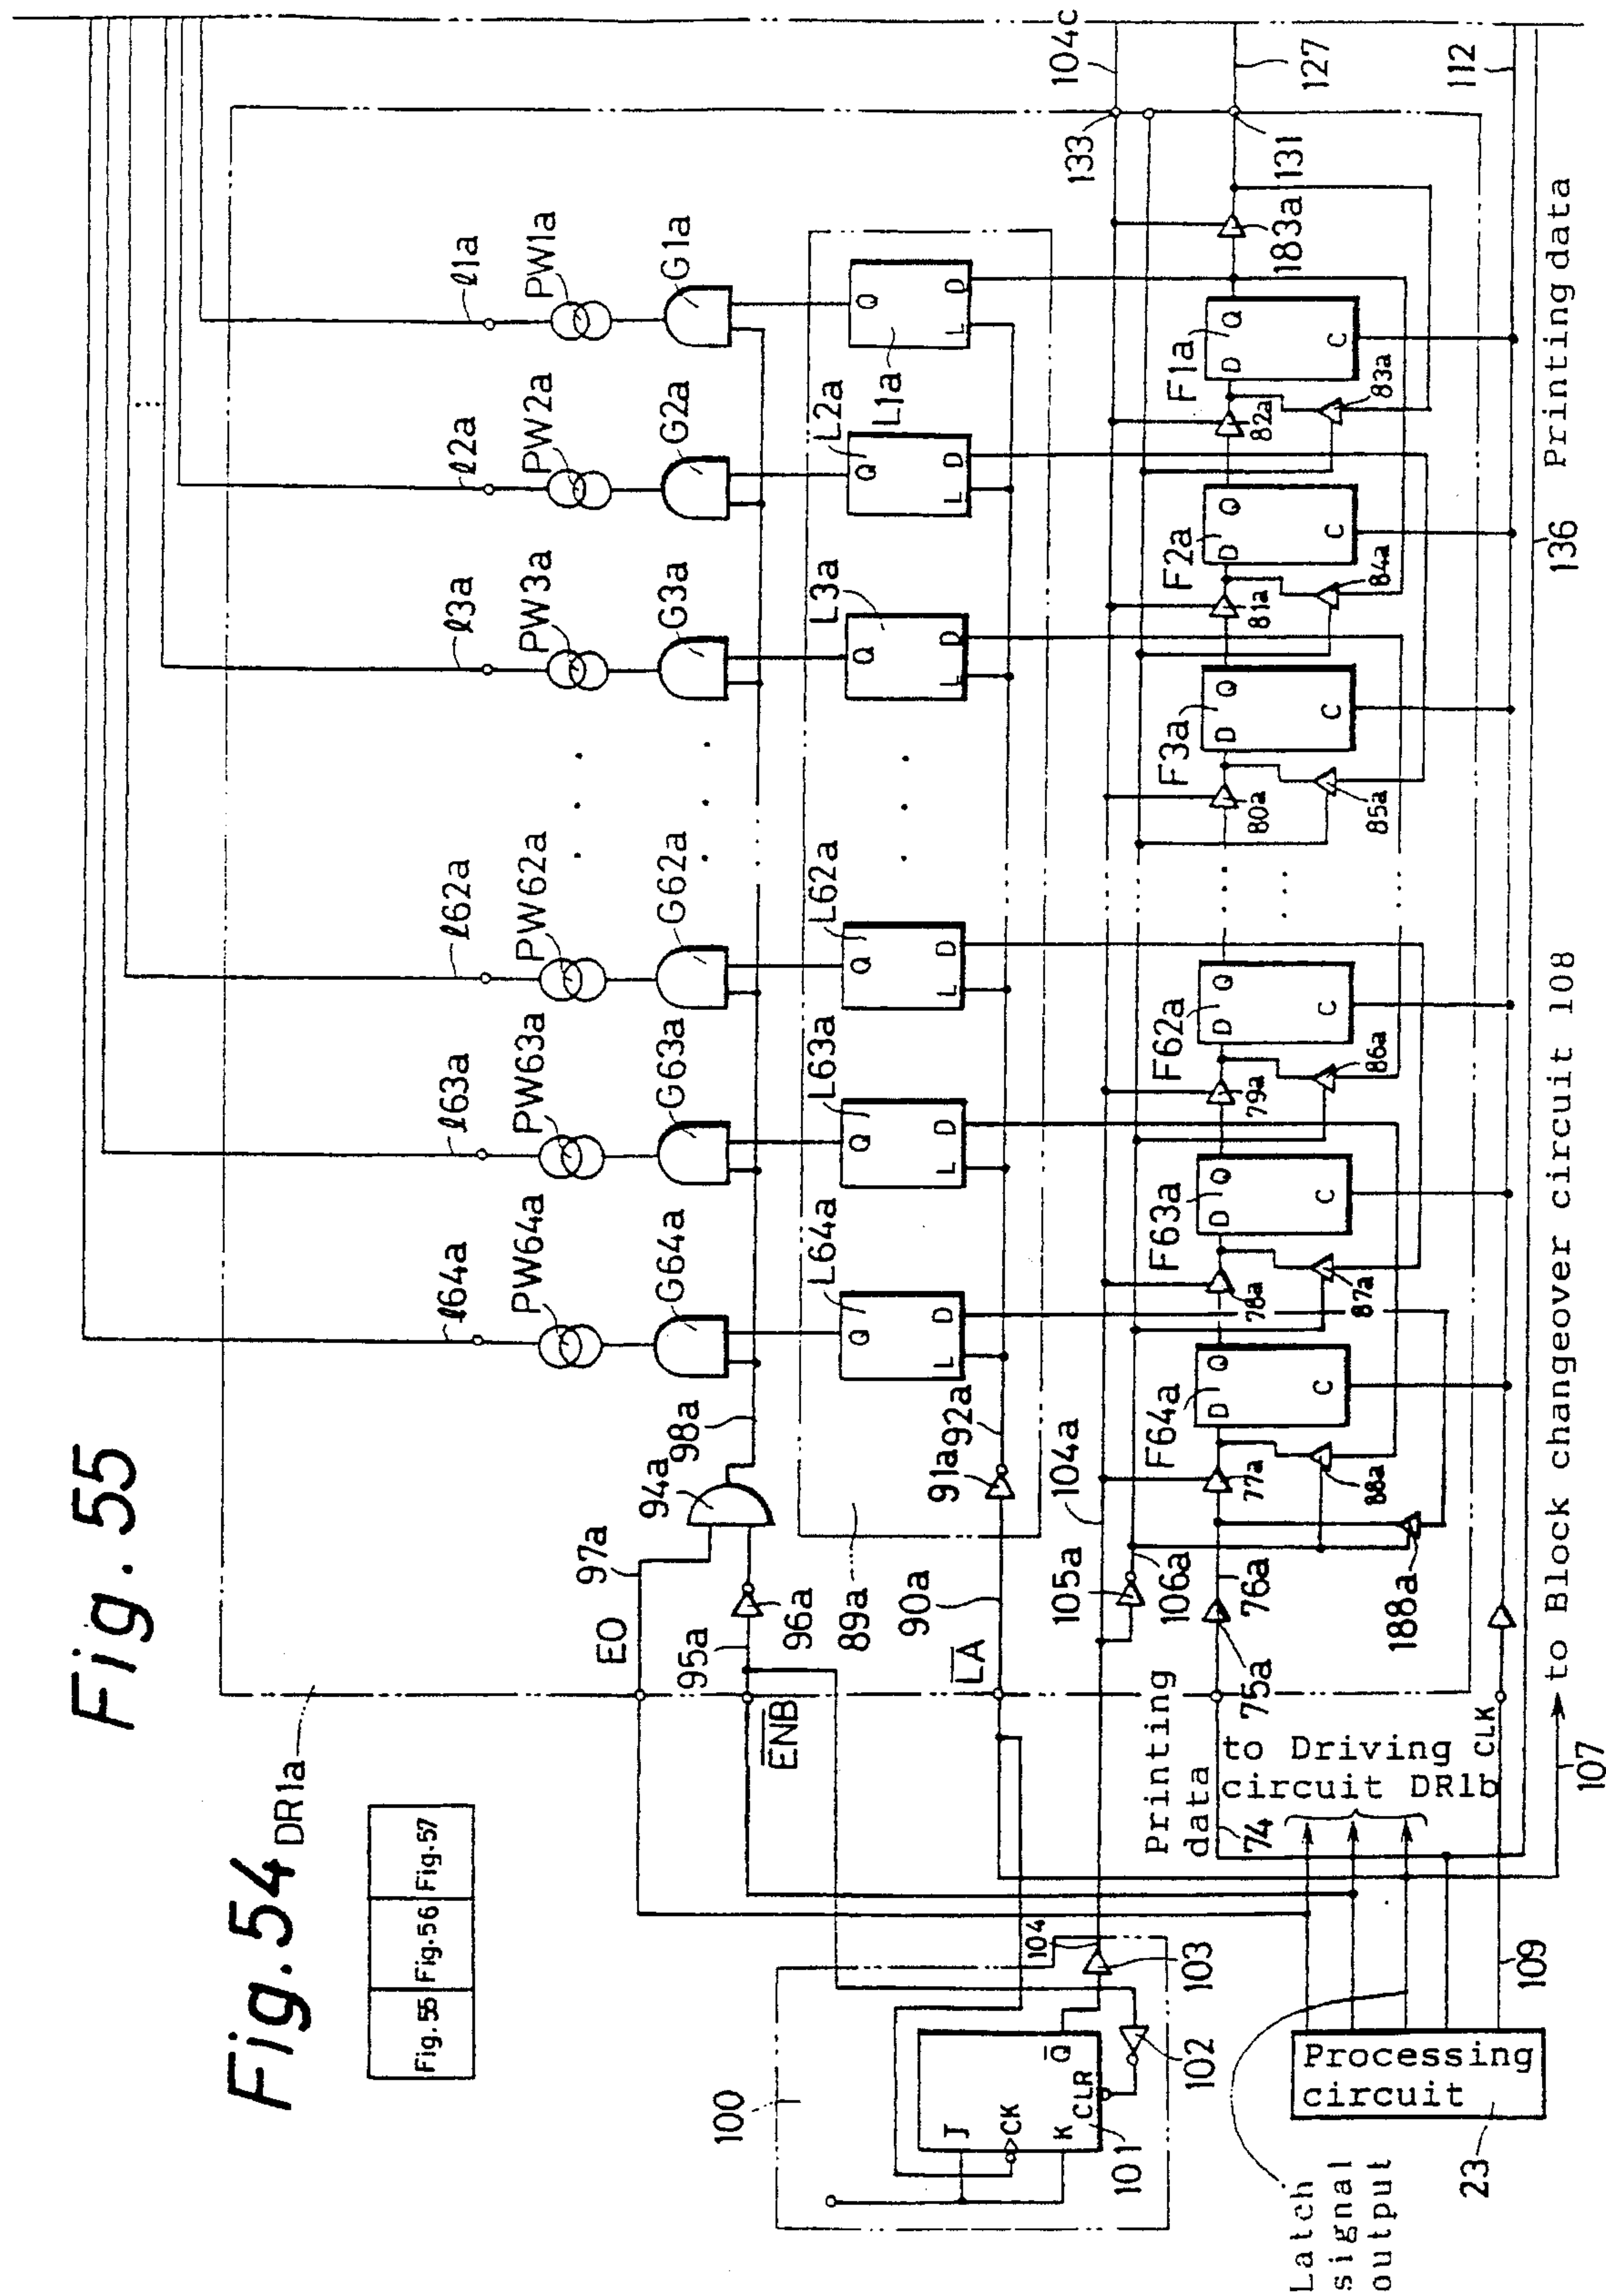 Fig. 54
Fig.55 Fig.56 Fig.57
Fig. 55
DR1a
ℓ64a
ℓ63a
ℓ62a
ℓ3a
ℓ2a
ℓ1a
PW64a
PW63a
PW62a
PW3a
PW2a
PW1a
G64a
G63a
G62a
G3a
G2a
G1a
EO
97a
94a
98a
95a
96a
ENB
89a
L64a
L63a
L62a
L3a
L2a
L1a
Q
L
D
Q
L
D
Q
L
D
Q
L
D
Q
L
D
Q
L
D
LA
90a
91a
92a
104a
105a
106a
133
104c
F64a
F63a
F62a
F3a
F2a
F1a
D
Q
C
D
Q
C
D
Q
C
D
Q
C
D
Q
C
D
Q
C
75a
76a
77a
78a
79a
80a
81a
82a
183a
131
127
188a
88a
87a
86a
85a
84a
83a
112
100
J
CK
K
CLR
Q
101
102
103
104
Printing
data
74
to Driving
circuit DR1b
CLK
109
Processing
circuit
23
Latch
signal
output
107
to Block changeover circuit 108
136
Printing data